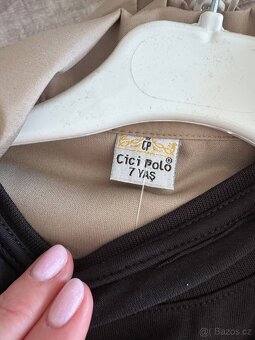 CP
Cici Polo®
7 YAŞ
Bazos.cz